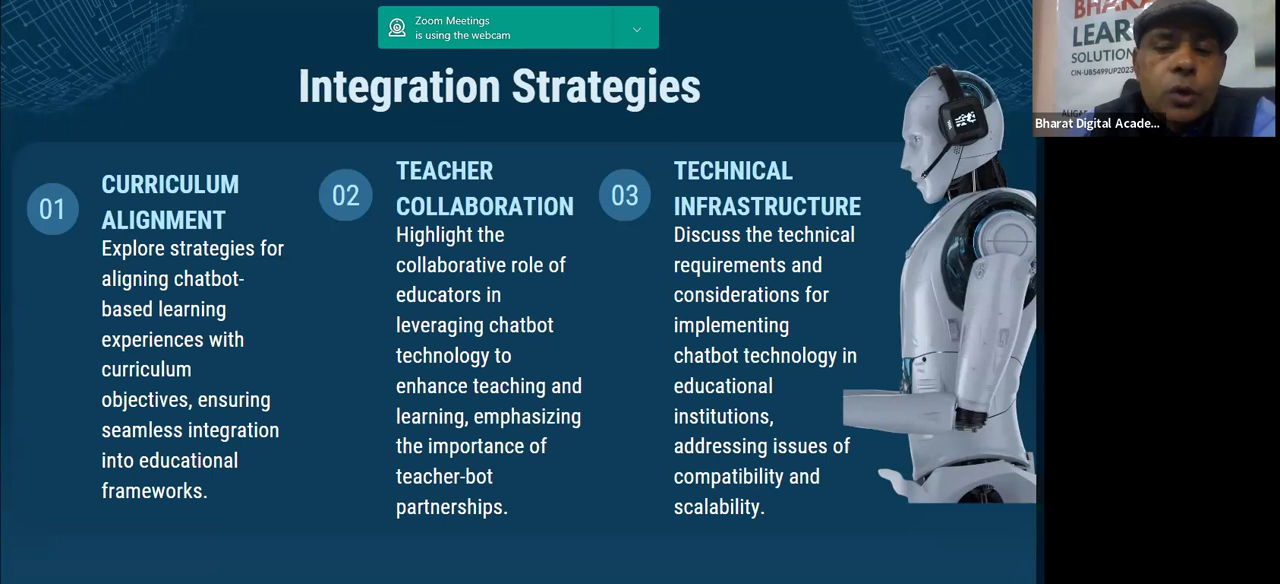 Zoom Meetings
is using the webcam
Integration Strategies
01
CURRICULUM
ALIGNMENT
Explore strategies for
aligning chatbot-
based learning
experiences with
curriculum
objectives, ensuring
seamless integration
into educational
frameworks.
02
TEACHER
COLLABORATION
Highlight the
collaborative role of
educators in
leveraging chatbot
technology to
enhance teaching and
learning, emphasizing
the importance of
teacher-bot
partnerships.
03
TECHNICAL
INFRASTRUCTURE
Discuss the technical
requirements and
considerations for
implementing
chatbot technology in
educational
institutions,
addressing issues of
compatibility and
scalability.
LEAR
SOLUTION
Bharat Digital Acade...